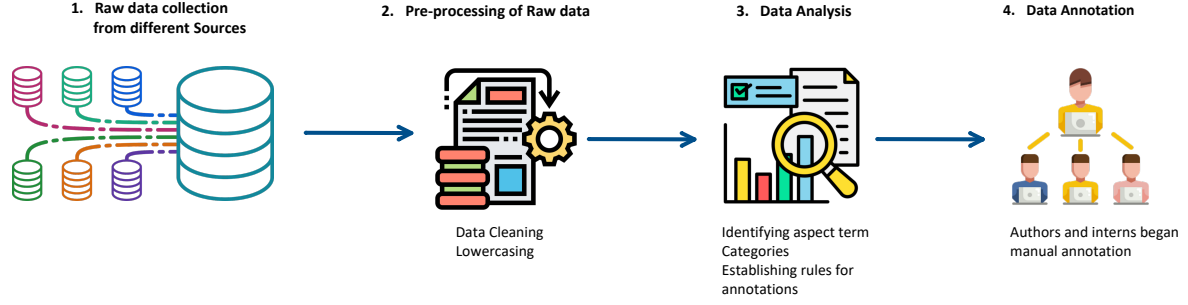 1. Raw data collection
from different Sources
2. Pre-processing of Raw data
3. Data Analysis
4. Data Annotation
Data Cleaning
Lowercasing
Identifying aspect term
Categories
Establishing rules for
annotations
Authors and interns began
manual annotation